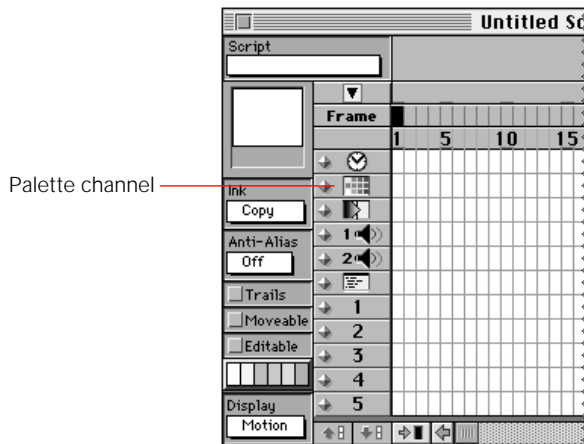 Untitled Sc
Script
Frame
1 5 10 15
Palette channel
Ink
Copy
1
Anti-Alias
Off
2
Trails
1
Moveable
2
Editable
3
4
Display
5
Motion